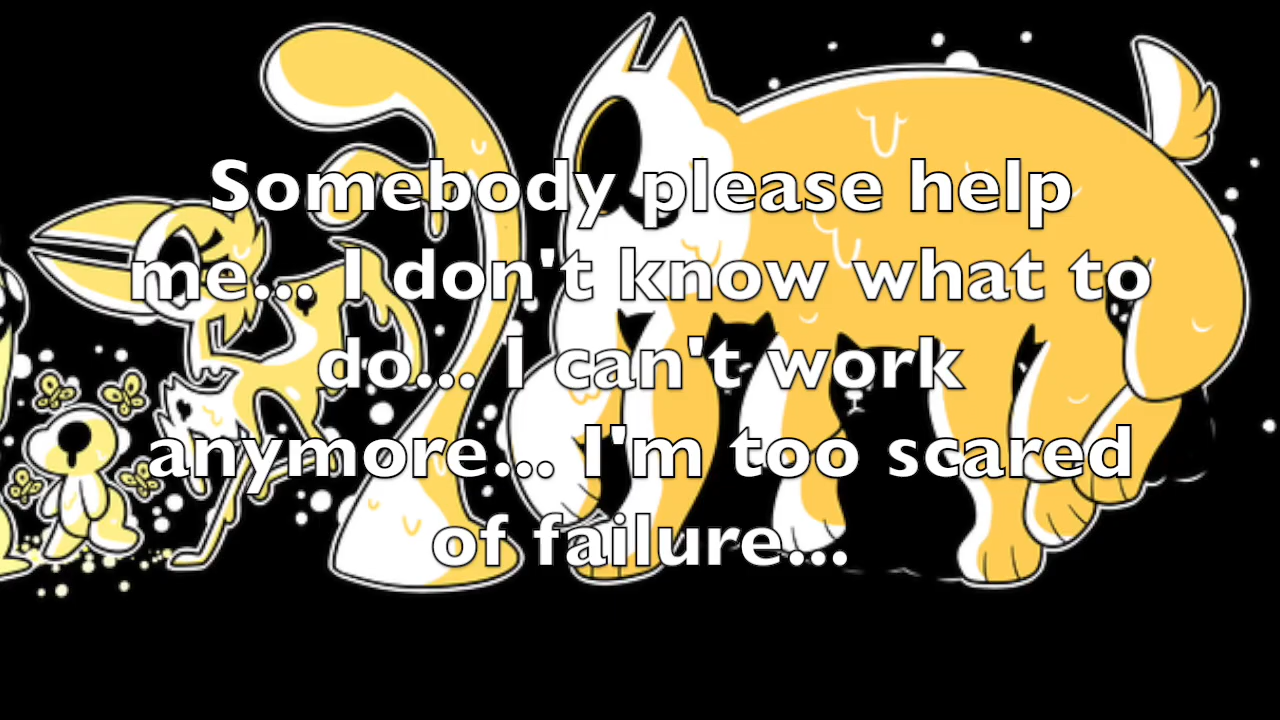 Somebody please help
me... I don't know what to
do... I can't work
anymore... I'm too scared
of failure...